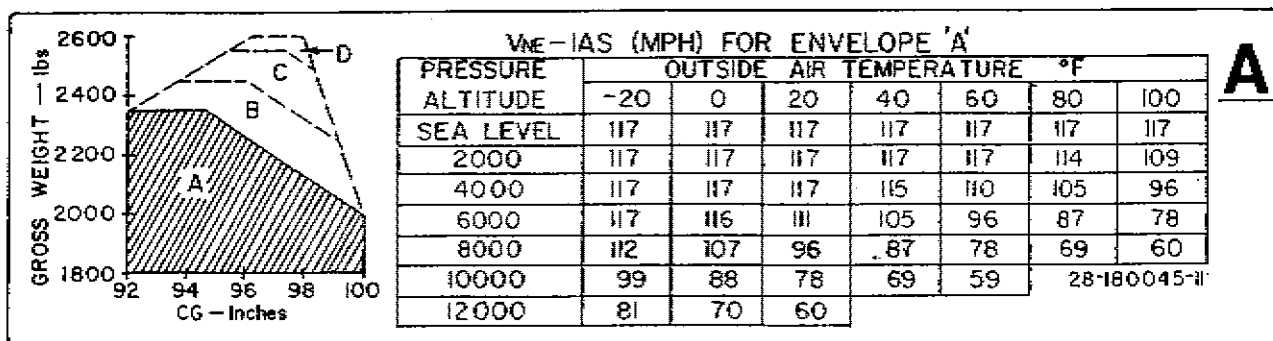 VNE-IAS (MPH) FOR ENVELOPE 'A'
A
PRESSURE ALTITUDE OUTSIDE AIR TEMPERATURE °F
-20 0 20 40 60 80 100
SEA LEVEL 117 117 117 117 117 117 117
2000 117 117 117 117 117 114 109
4000 117 117 117 115 110 105 96
6000 117 116 111 105 96 87 78
8000 112 107 96 87 78 69 60
10000 99 88 78 69 59
12000 81 70 60
28-180045-11
GROSS WEIGHT — lbs
2600
2400
2200
2000
1800
92 94 96 98 100
CG — Inches
A
B
C
D